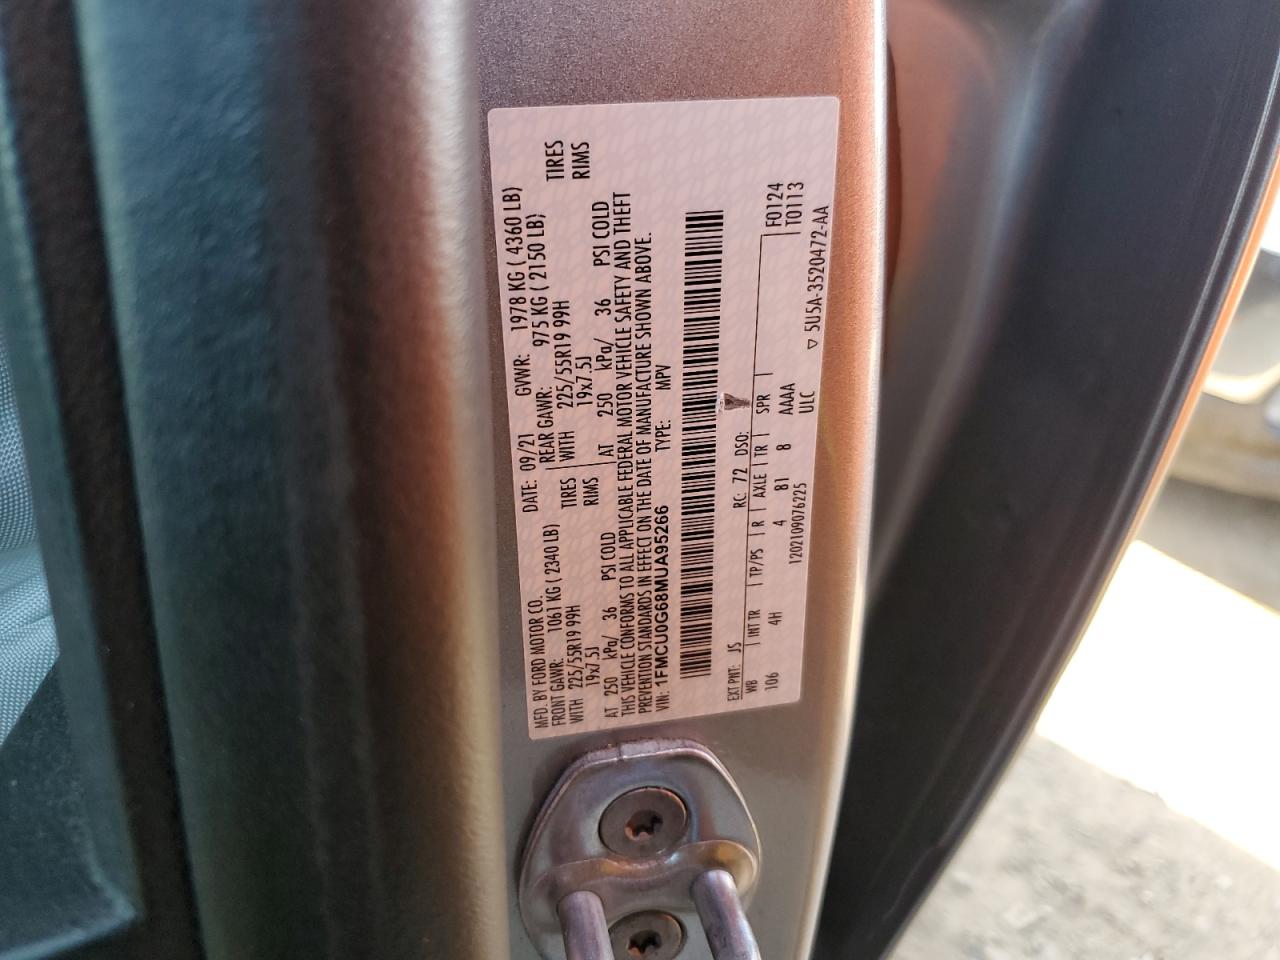 MFD. BY FORD MOTOR CO.
DATE: 09/21 GVWR: 1978 KG ( 4360 LB)
FRONT GAWR: 1061 KG ( 2340 LB) REAR GAWR: 975 KG ( 2150 LB)
WITH 225/55R19 99H TIRES WITH 225/55R19 99H TIRES
19x7.5J RIMS 19x7.5J RIMS
AT 250 kPa/ 36 PSI COLD AT 250 kPa/ 36 PSI COLD
THIS VEHICLE CONFORMS TO ALL APPLICABLE FEDERAL MOTOR VEHICLE SAFETY AND THEFT
PREVENTION STANDARDS IN EFFECT ON THE DATE OF MANUFACTURE SHOWN ABOVE.
VIN: 1FMCU0G68MUA95266 TYPE: MPV
EXT PNT: JS RC: 72 DSO:
WB INT TR TP/PS R AXLE TR SPR F0124
106 4H 4 81 8 AAAA T0113
1202109076225 ULC ▽ 5U5A-3520472-AA